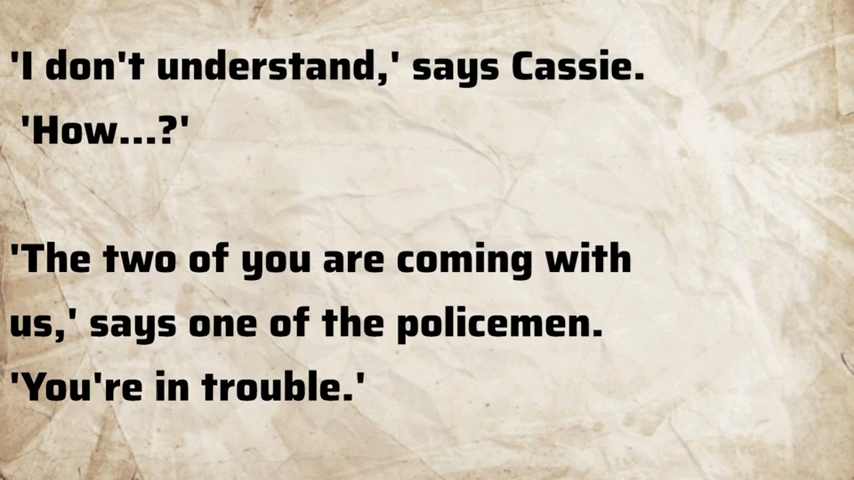 'I don't understand,' says Cassie.
'How...?'
'The two of you are coming with
us,' says one of the policemen.
'You're in trouble.'